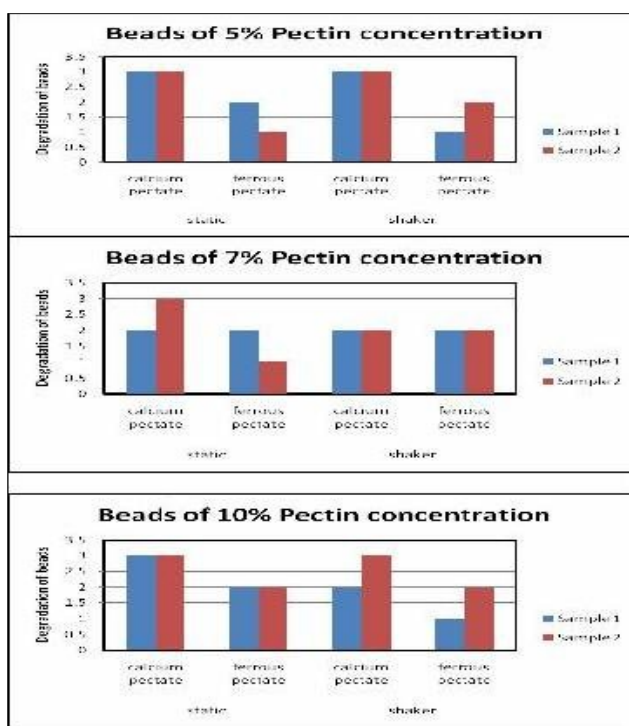 Beads of 5% Pectin concentration
Degradation of beads
3.5
3
2.5
2
1.5
1
0.5
0
calcium pectate
ferrous pectate
calcium pectate
ferrous pectate
static
shaker
Sample 1
Sample 2
Beads of 7% Pectin concentration
Degradation of beads
3.5
3
2.5
2
1.5
1
0.5
0
calcium pectate
ferrous pectate
calcium pectate
ferrous pectate
static
shaker
Sample 1
Sample 2
Beads of 10% Pectin concentration
Degradation of beads
3.5
3
2.5
2
1.5
1
0.5
0
calcium pectate
ferrous pectate
calcium pectate
ferrous pectate
static
shaker
Sample 1
Sample 2